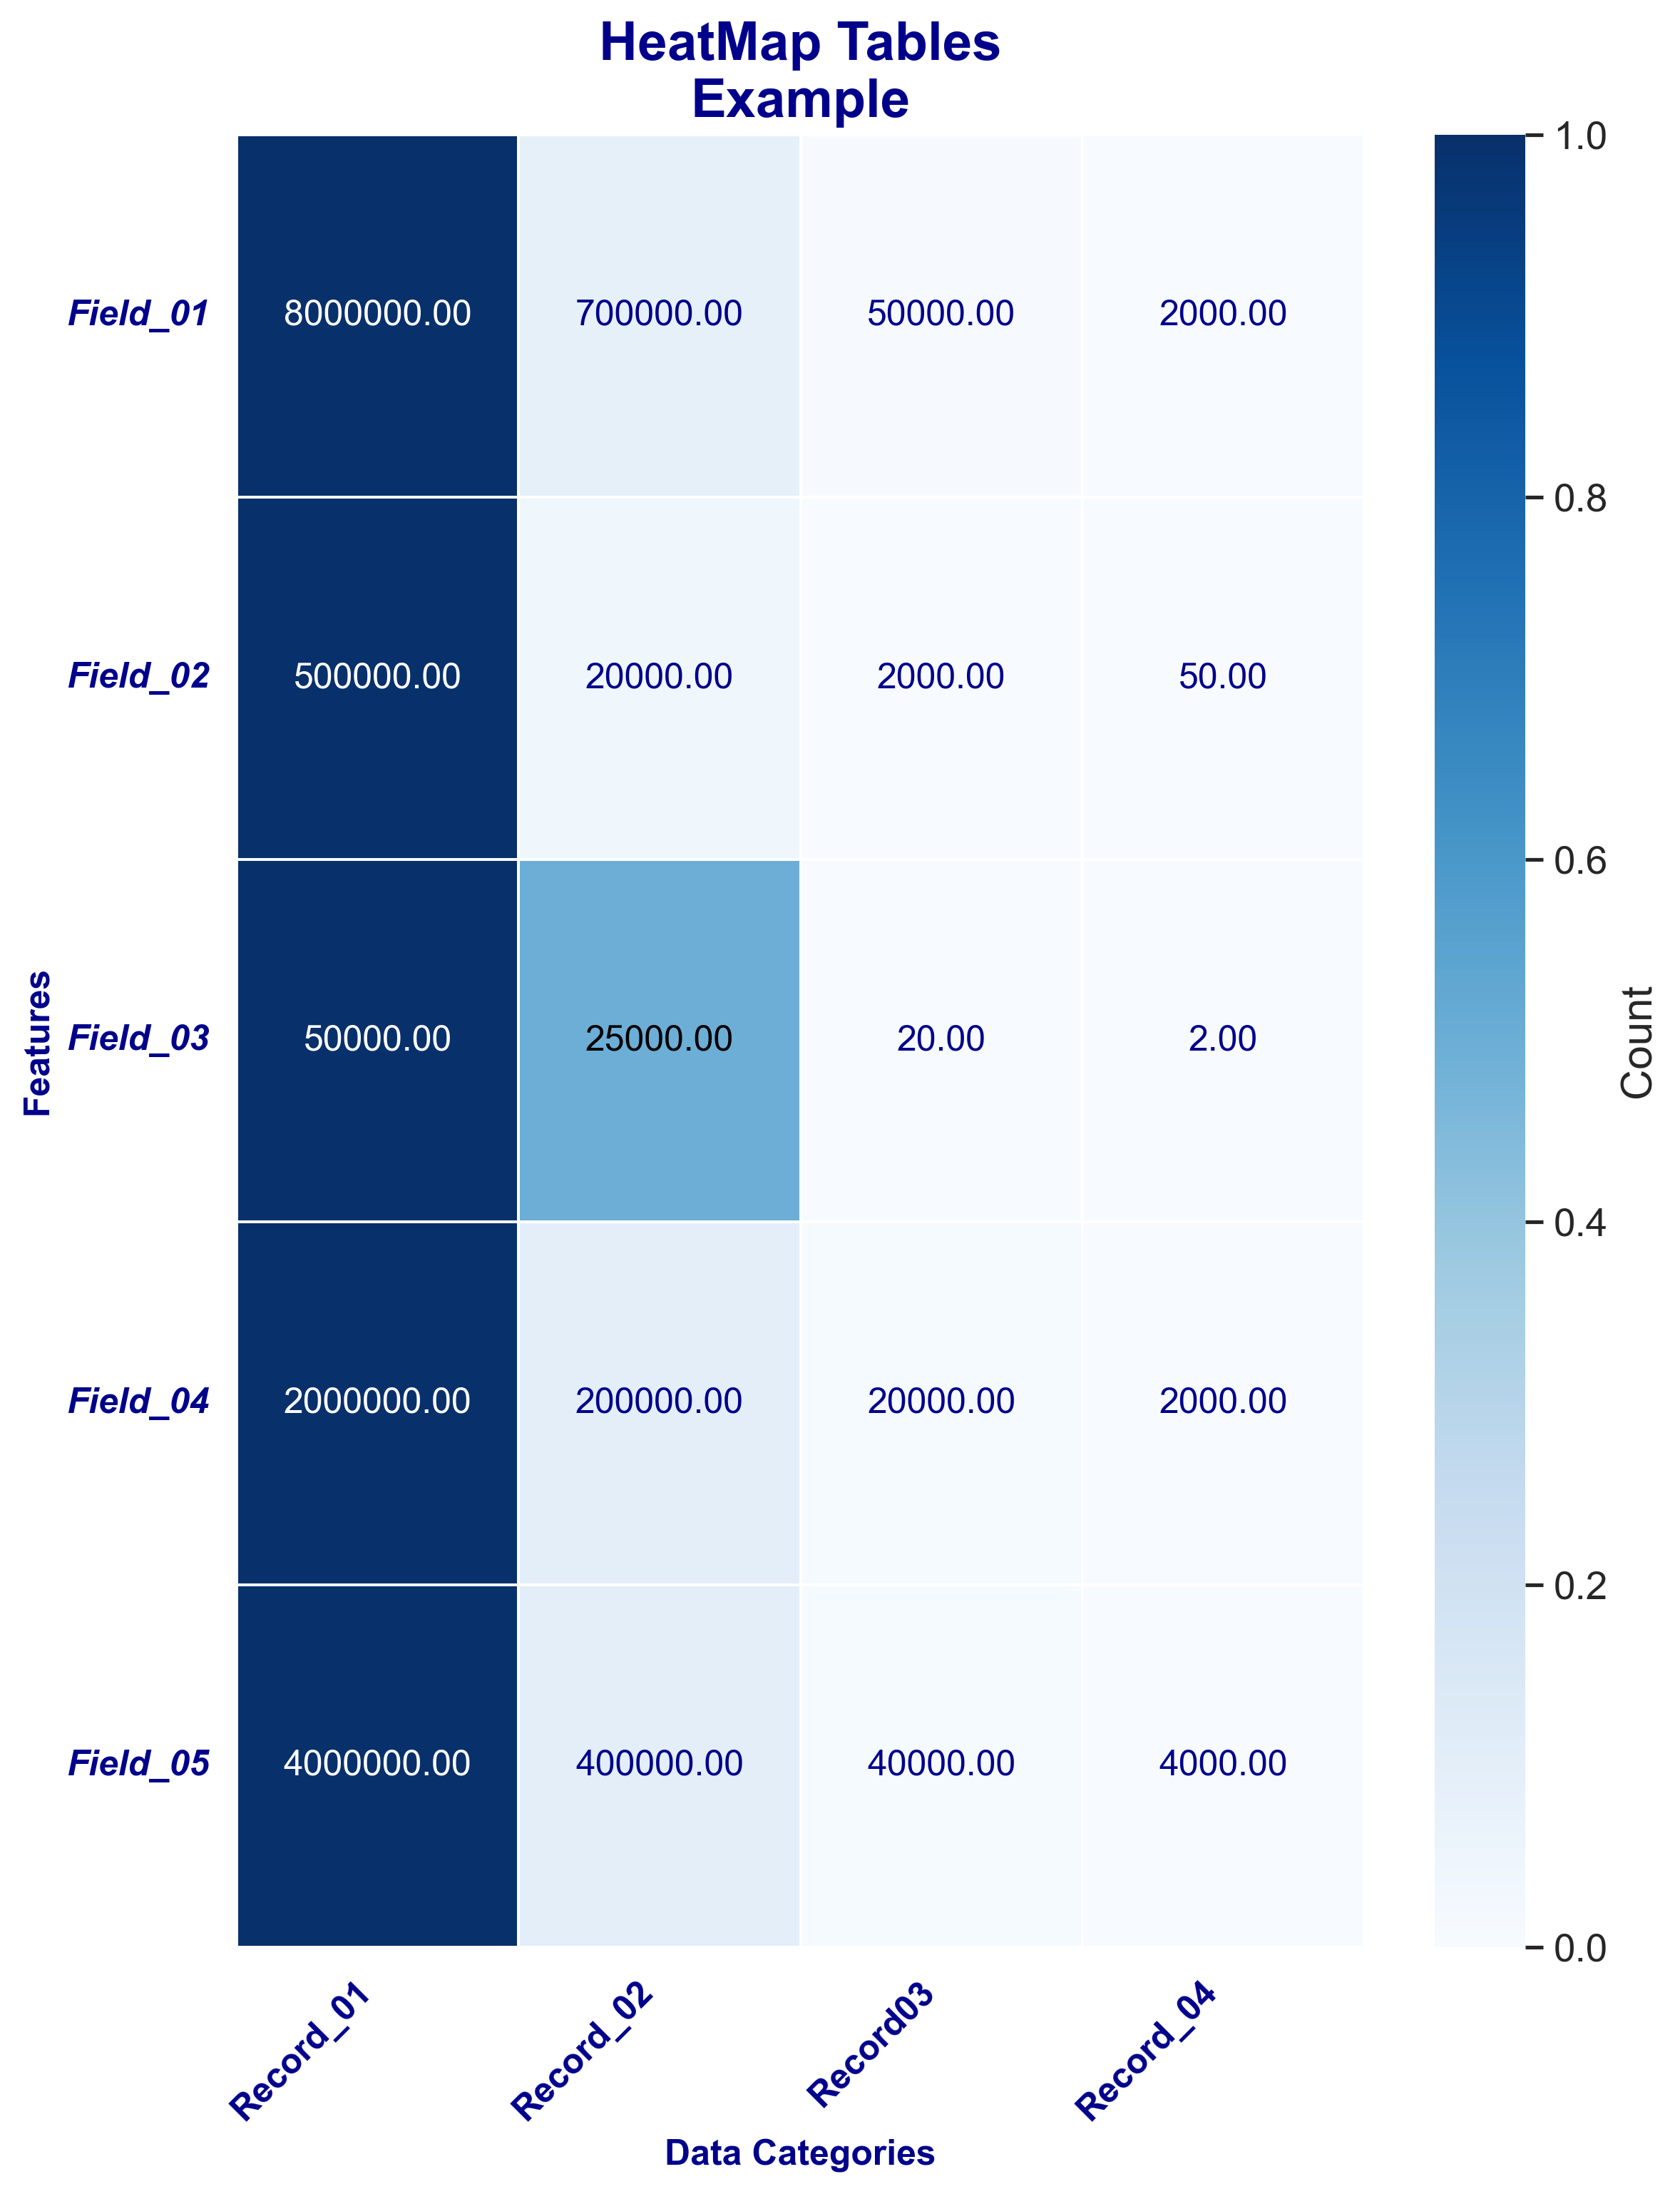 HeatMap Tables
Example
Field_01 8000000.00 700000.00 50000.00 2000.00
Field_02 500000.00 20000.00 2000.00 50.00
Field_03 50000.00 25000.00 20.00 2.00
Field_04 2000000.00 200000.00 20000.00 2000.00
Field_05 4000000.00 400000.00 40000.00 4000.00
Features
Record_01 Record_02 Record03 Record_04
Data Categories
1.0
0.8
0.6
0.4
0.2
0.0
Count